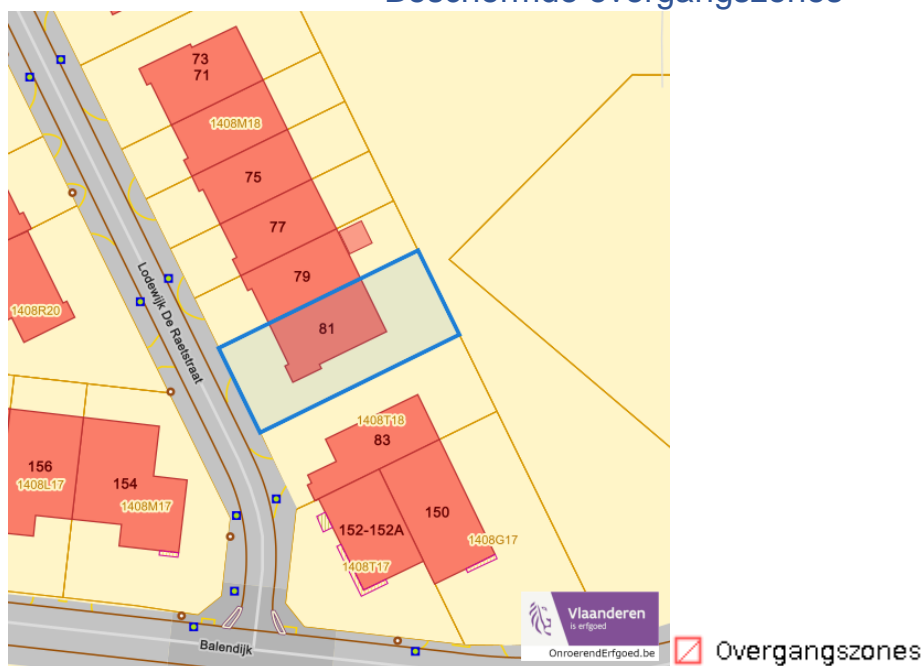 Beschermde overgangszones
73
71
1408M18
75
77
79
81
Lodewijk De Raetstraat
1408R20
1408T18
83
156
1408L17
154
1408M17
152-152A
150
1408G17
1408T17
Balendijk
Vlaanderen
is erfgoed
OnroerendErfgoed.be
Overgangszones